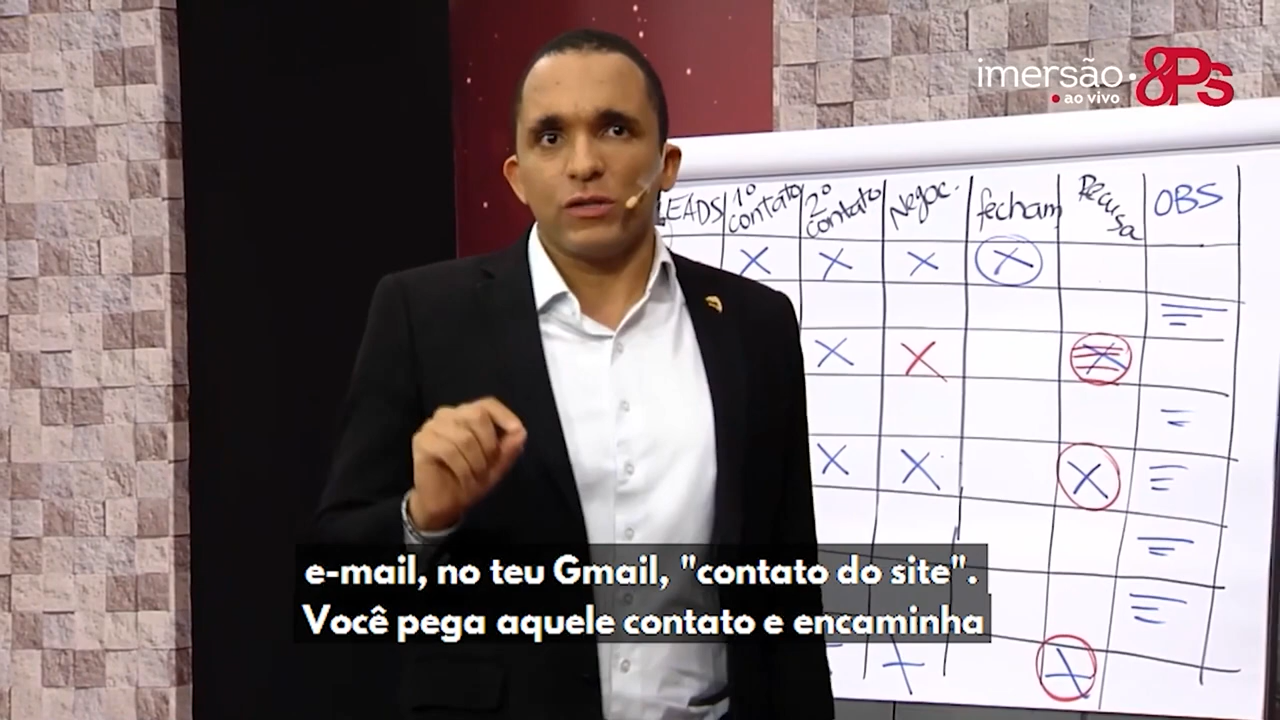 imersão 8Ps
ao vivo
LEADS
1º contato
2º contato
Negoc.
fecham
Recusa
OBS
e-mail, no teu Gmail, "contato do site".
Você pega aquele contato e encaminha